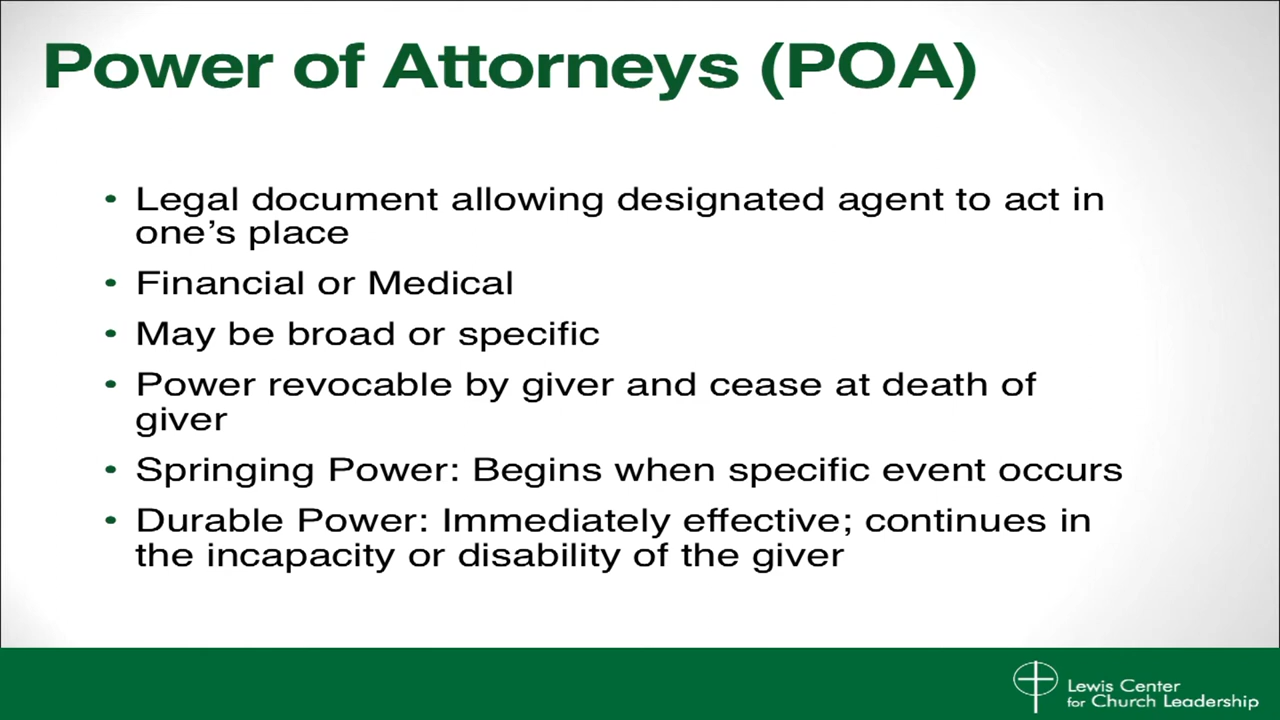 Power of Attorneys (POA)
• Legal document allowing designated agent to act in
one's place
• Financial or Medical
• May be broad or specific
• Power revocable by giver and cease at death of
giver
• Springing Power: Begins when specific event occurs
• Durable Power: Immediately effective; continues in
the incapacity or disability of the giver
Lewis Center
for Church Leadership